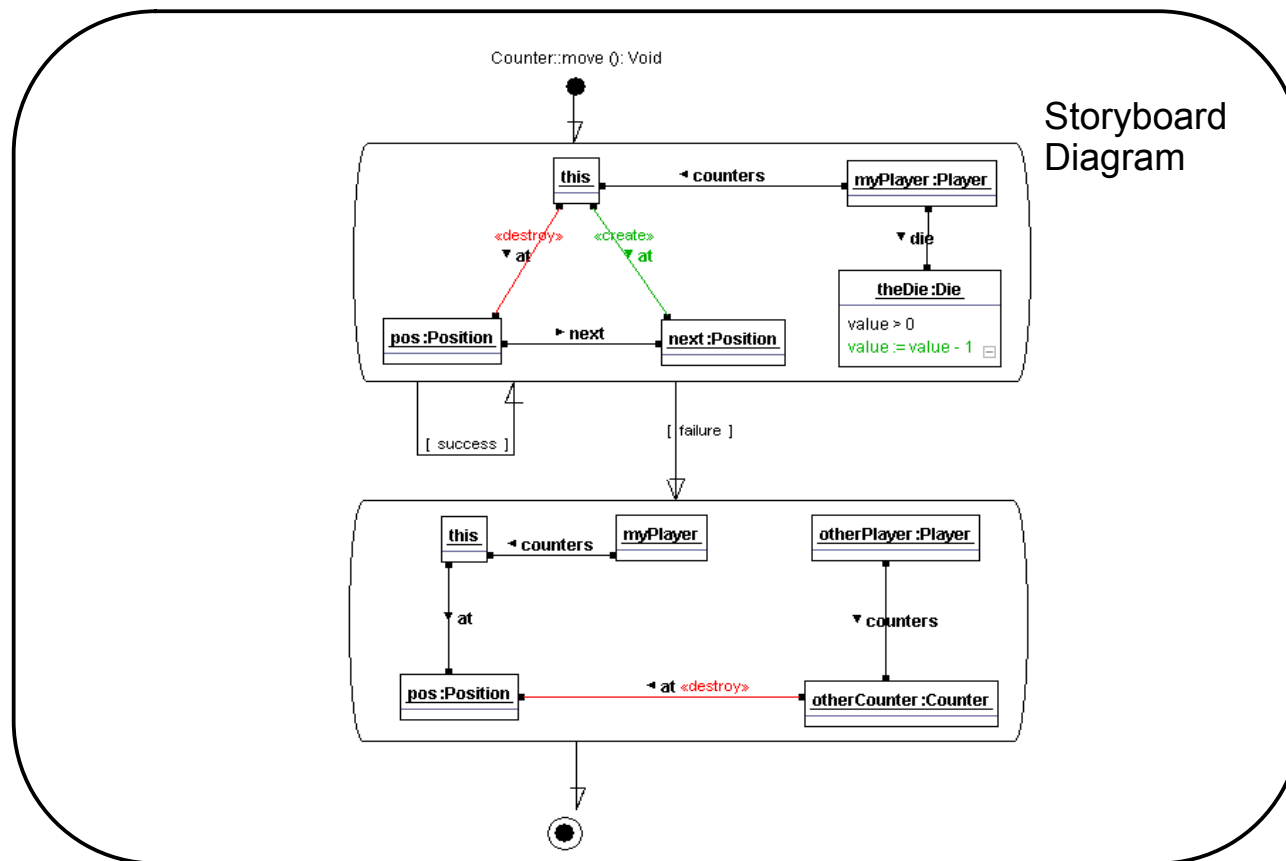 Counter::move (): Void
Storyboard
Diagram
this
◄ counters
myPlayer :Player
«destroy»
▼ at
«create»
▼ at
▼ die
theDie :Die
value > 0
value := value - 1
pos :Position
► next
next :Position
[ success ]
[ failure ]
this
◄ counters
myPlayer
otherPlayer :Player
▼ at
▼ counters
pos :Position
◄ at «destroy»
otherCounter :Counter